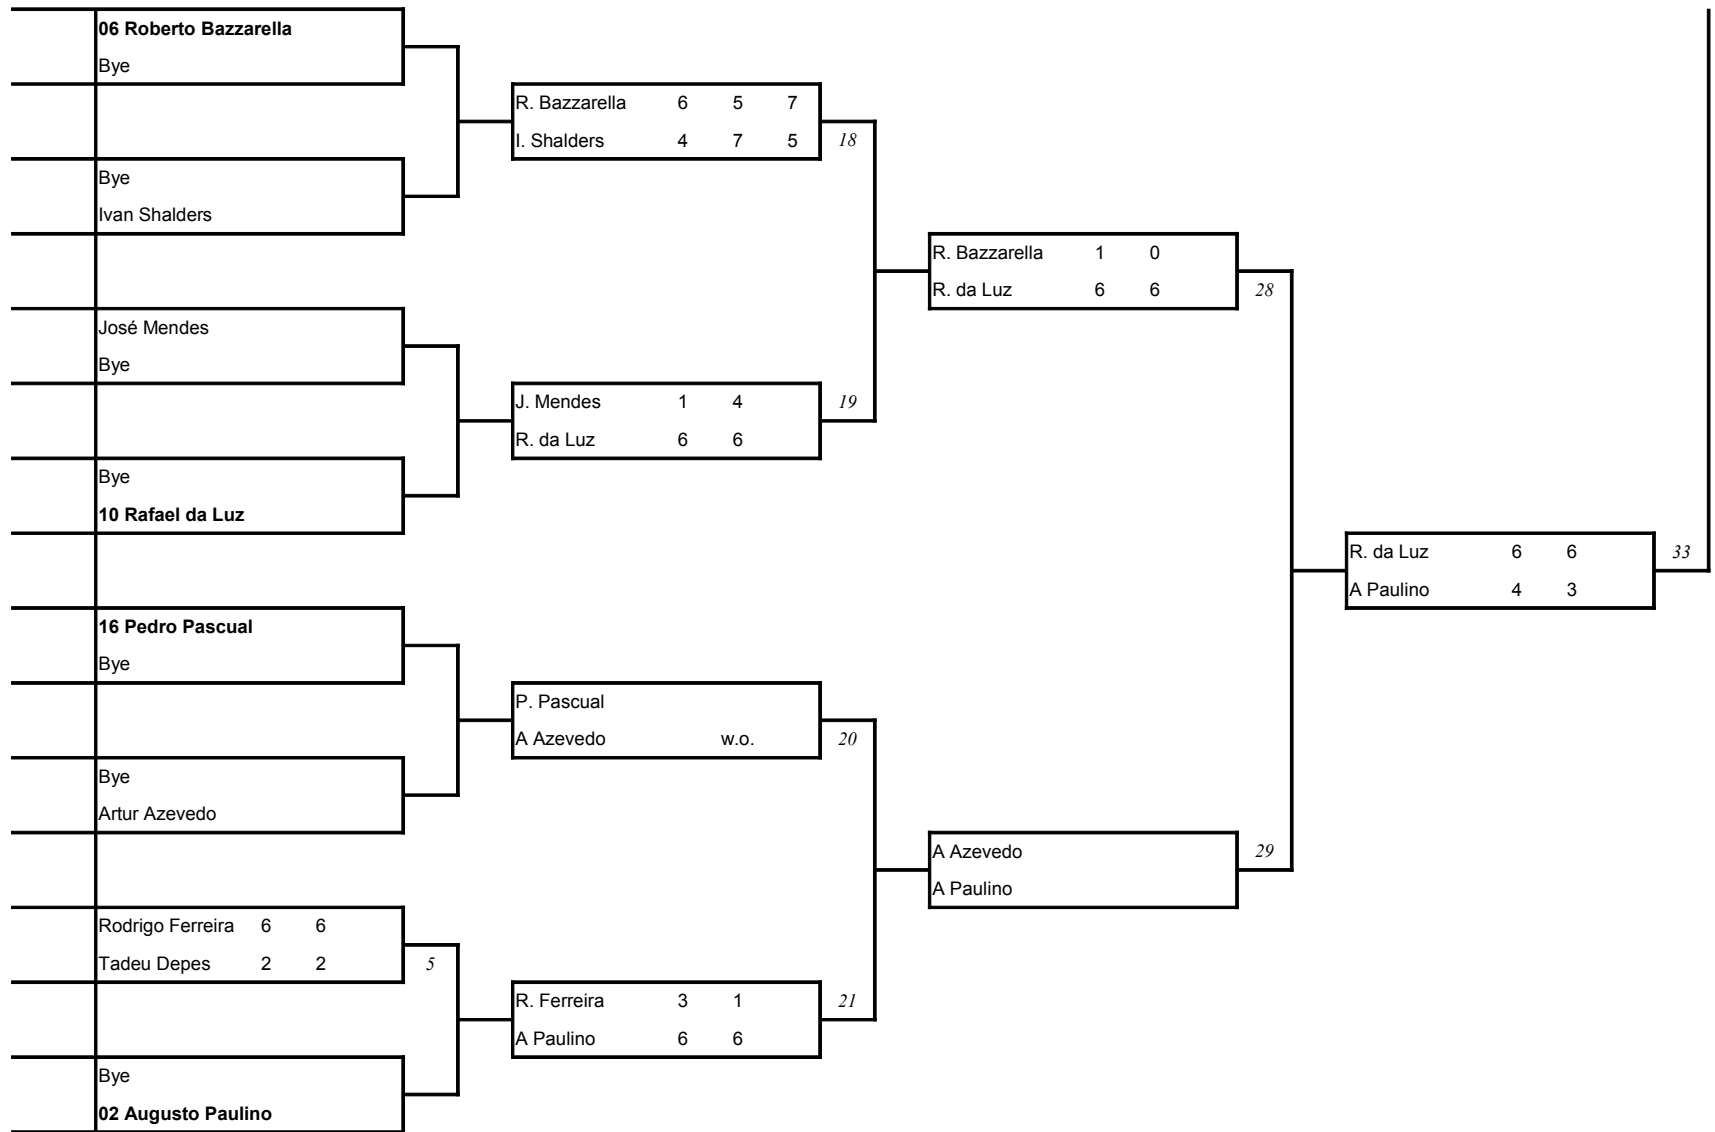 06 Roberto Bazzarella
Bye
R. Bazzarella 6 5 7
I. Shalders 4 7 5 18
Bye
Ivan Shalders
R. Bazzarella 1 0
R. da Luz 6 6 28
José Mendes
Bye
J. Mendes 1 4 19
R. da Luz 6 6
Bye
10 Rafael da Luz
R. da Luz 6 6 33
A Paulino 4 3
16 Pedro Pascual
Bye
P. Pascual
A Azevedo w.o. 20
Bye
Artur Azevedo
A Azevedo 29
A Paulino
Rodrigo Ferreira 6 6
Tadeu Depes 2 2 5
R. Ferreira 3 1 21
A Paulino 6 6
Bye
02 Augusto Paulino